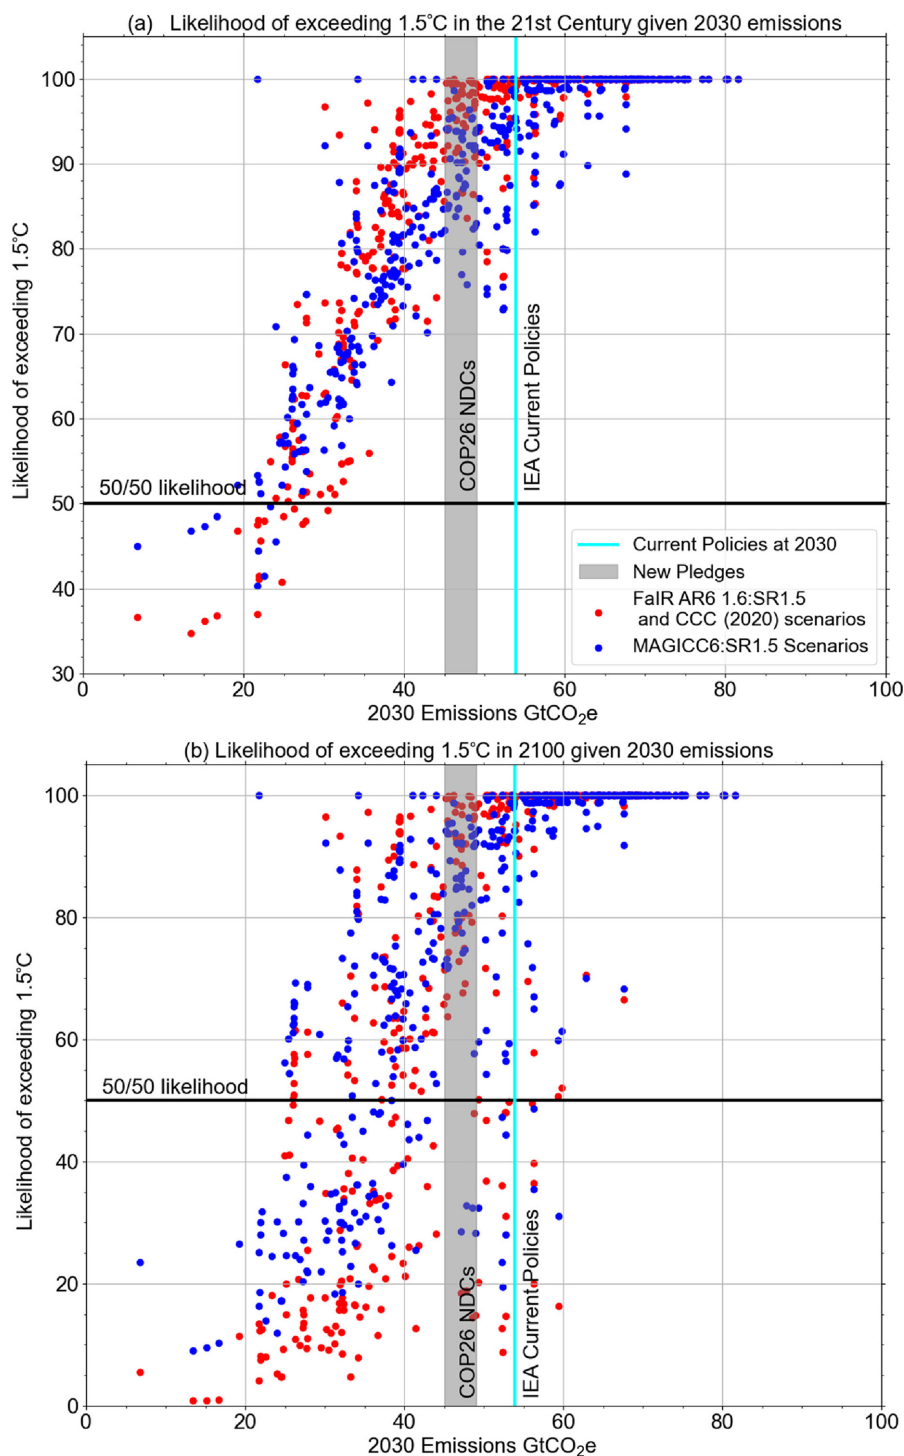 (a) Likelihood of exceeding 1.5°C in the 21st Century given 2030 emissions
100
90
80
70
60
50
40
30
Likelihood of exceeding 1.5°C
50/50 likelihood
COP26 NDCs
IEA Current Policies
Current Policies at 2030
New Pledges
FaIR AR6 1.6:SR1.5
and CCC (2020) scenarios
MAGICC6:SR1.5 Scenarios
0 20 40 60 80 100
2030 Emissions GtCO₂e
(b) Likelihood of exceeding 1.5°C in 2100 given 2030 emissions
100
80
60
40
20
0
Likelihood of exceeding 1.5°C
50/50 likelihood
COP26 NDCs
IEA Current Policies
0 20 40 60 80 100
2030 Emissions GtCO₂e